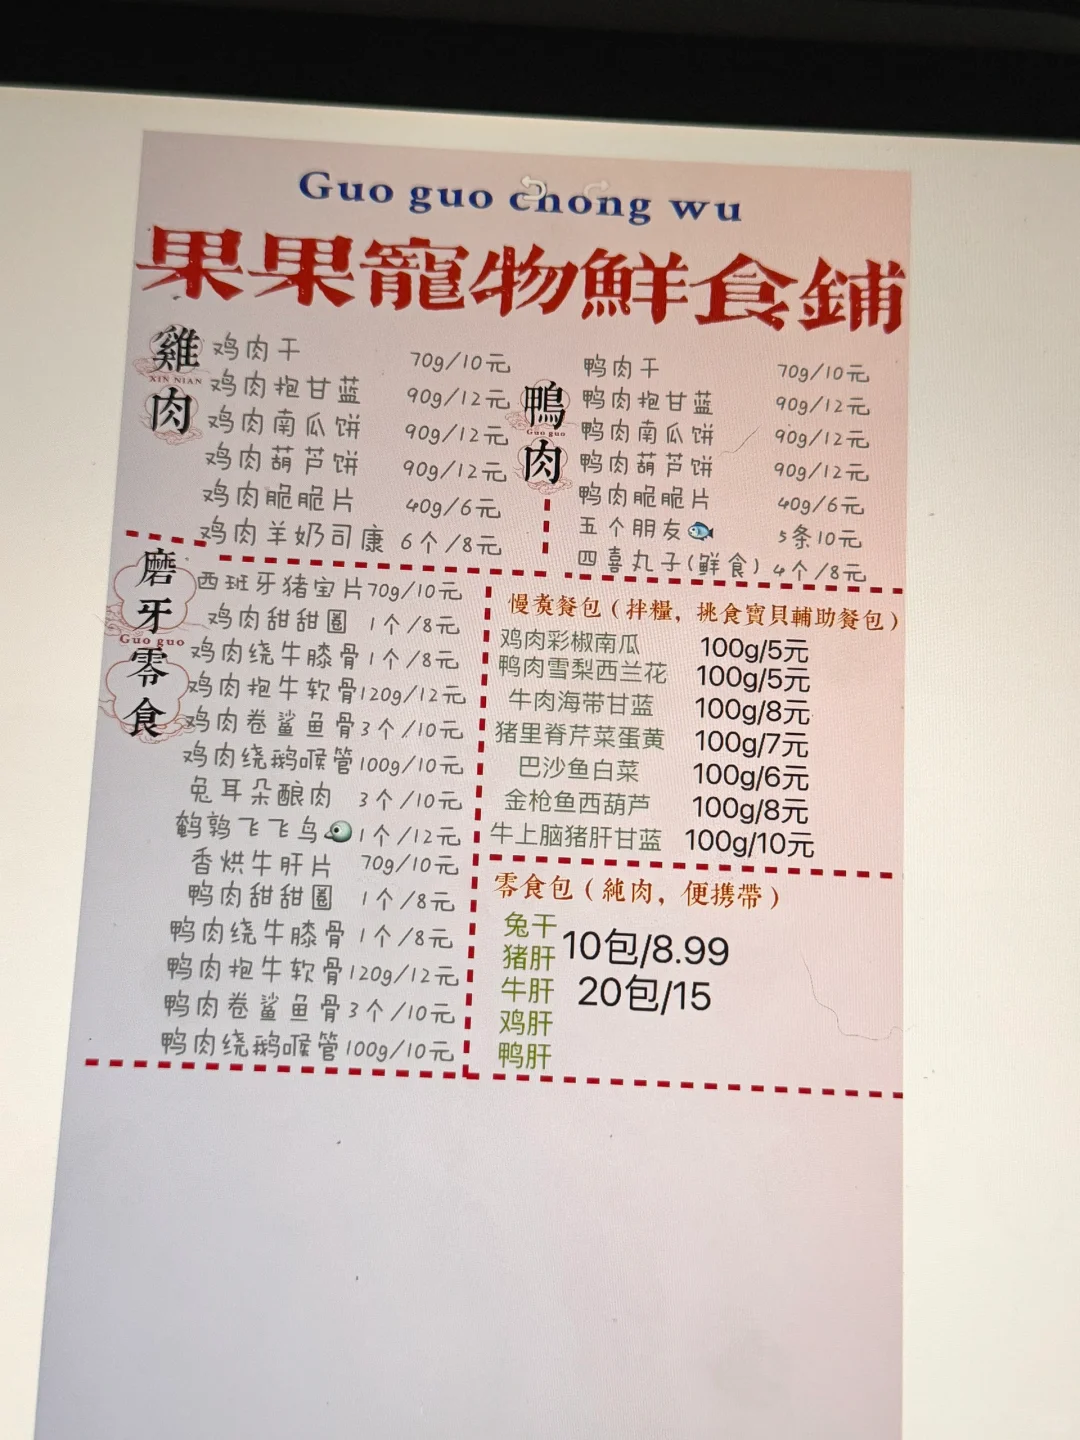 Guo guo chong wu
果果寵物鮮食鋪
雞肉
XIN NIAN
鸡肉干 70g/10元
鸡肉抱甘蓝 90g/12元
鸡肉南瓜饼 90g/12元
鸡肉葫芦饼 90g/12元
鸡肉脆脆片 40g/6元
鸡肉羊奶司康 6个/8元
鴨肉
Guo guo
鸭肉干 70g/10元
鸭肉抱甘蓝 90g/12元
鸭肉南瓜饼 90g/12元
鸭肉葫芦饼 90g/12元
鸭肉脆脆片 40g/6元
五个朋友🐟 5条10元
四喜丸子(鲜食) 4个/8元
磨牙零食
Guo guo
西班牙猪宝片 70g/10元
鸡肉甜甜圈 1个/8元
鸡肉绕牛膝骨 1个/8元
鸡肉抱牛软骨 120g/12元
鸡肉卷鲨鱼骨 3个/10元
鸡肉绕鹅喉管 100g/10元
兔耳朵酿肉 3个/10元
鹌鹑飞飞鸟 1个/12元
香烘牛肝片 70g/10元
鸭肉甜甜圈 1个/8元
鸭肉绕牛膝骨 1个/8元
鸭肉抱牛软骨 120g/12元
鸭肉卷鲨鱼骨 3个/10元
鸭肉绕鹅喉管 100g/10元
慢煮餐包（拌糧，挑食寶貝輔助餐包）
鸡肉彩椒南瓜 100g/5元
鸭肉雪梨西兰花 100g/5元
牛肉海带甘蓝 100g/8元
猪里脊芹菜蛋黄 100g/7元
巴沙鱼白菜 100g/6元
金枪鱼西葫芦 100g/8元
牛上脑猪肝甘蓝 100g/10元
零食包（純肉，便携帶）
兔干
猪肝
牛肝
鸡肝
鸭肝
10包/8.99
20包/15